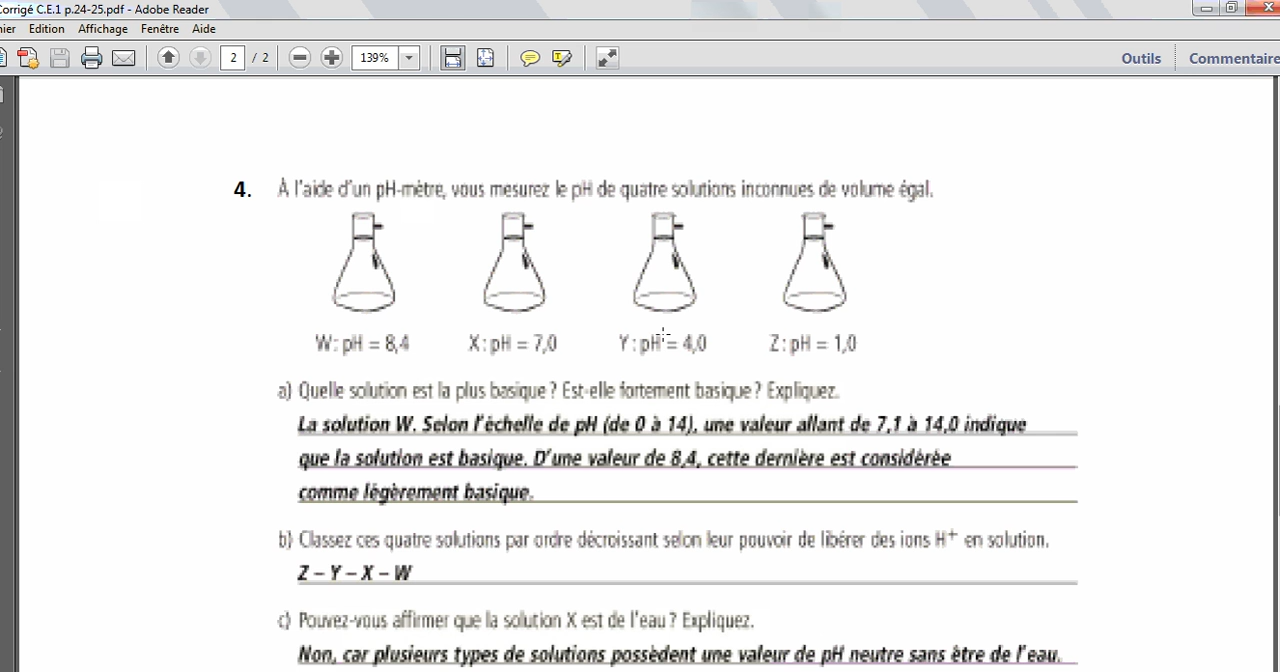 Corrigé C.E.1 p.24-25.pdf - Adobe Reader
Edition Affichage Fenêtre Aide
2 / 2 139% Outils Commentaire
4. À l'aide d'un pH-mètre, vous mesurez le pH de quatre solutions inconnues de volume égal.
W : pH = 8,4 X : pH = 7,0 Y : pH = 4,0 Z : pH = 1,0
a) Quelle solution est la plus basique ? Est-elle fortement basique ? Expliquez.
La solution W. Selon l'échelle de pH (de 0 à 14), une valeur allant de 7,1 à 14,0 indique
que la solution est basique. D'une valeur de 8,4, cette dernière est considérée
comme légèrement basique.
b) Classez ces quatre solutions par ordre décroissant selon leur pouvoir de libérer des ions H+ en solution.
Z – Y – X – W
c) Pouvez-vous affirmer que la solution X est de l'eau ? Expliquez.
Non, car plusieurs types de solutions possèdent une valeur de pH neutre sans être de l'eau.